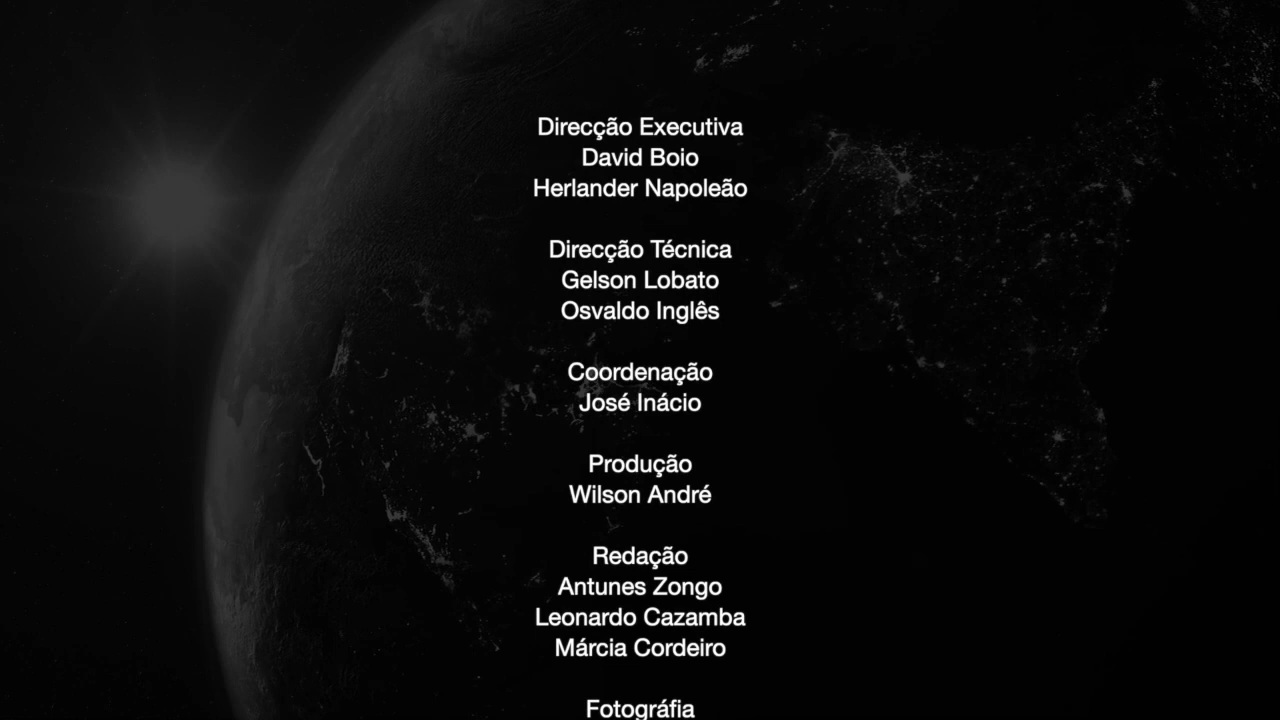 Direcção Executiva
David Boio
Herlander Napoleão
Direcção Técnica
Gelson Lobato
Osvaldo Inglês
Coordenação
José Inácio
Produção
Wilson André
Redação
Antunes Zongo
Leonardo Cazamba
Márcia Cordeiro
Fotográfia